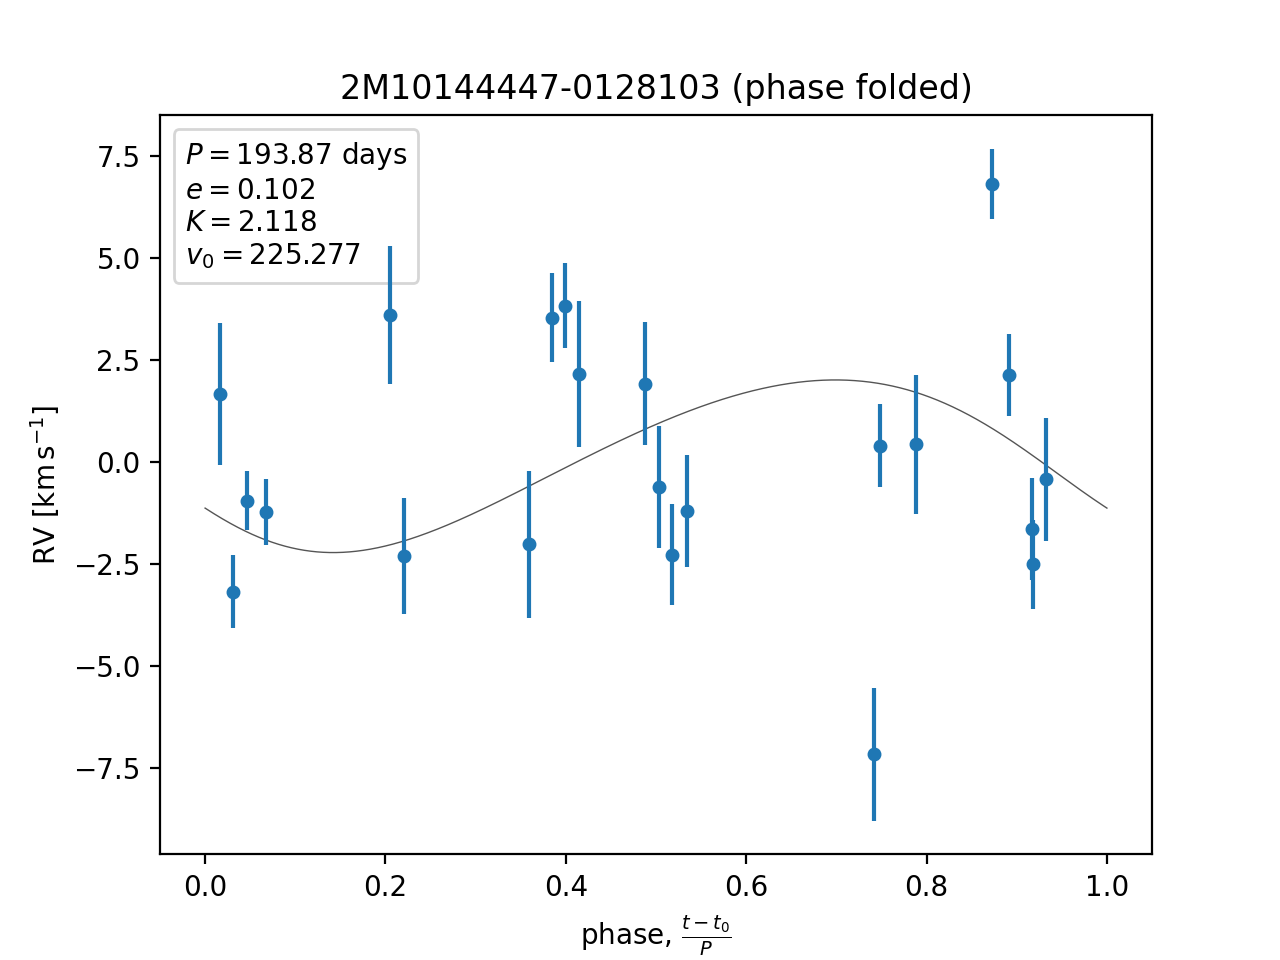 2M10144447-0128103 (phase folded)
P = 193.87 days
e = 0.102
K = 2.118
v₀ = 225.277
7.5
5.0
2.5
0.0
−2.5
−5.0
−7.5
RV [km s⁻¹]
0.0 0.2 0.4 0.6 0.8 1.0
phase, (t − t₀)/P